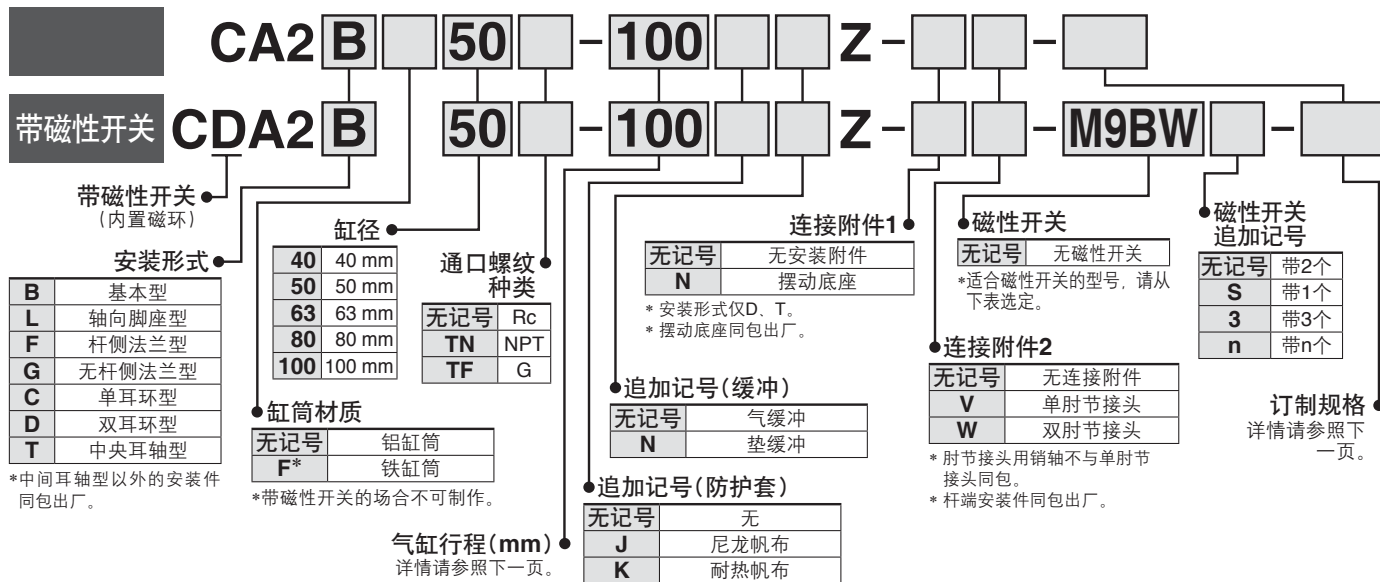 CA2 B 50 -100 Z- -
带磁性开关 CDA2 B 50 -100 Z- - M9BW -
带磁性开关
(内置磁环)
安装形式
B 基本型
L 轴向脚座型
F 杆侧法兰型
G 无杆侧法兰型
C 单耳环型
D 双耳环型
T 中央耳轴型
*中间耳轴型以外的安装件
同包出厂。
缸径
40 40 mm
50 50 mm
63 63 mm
80 80 mm
100 100 mm
缸筒材质
无记号 铝缸筒
F* 铁缸筒
*带磁性开关的场合不可制作。
通口螺纹
种类
无记号 Rc
TN NPT
TF G
气缸行程(mm)
详情请参照下一页。
追加记号(防护套)
无记号 无
J 尼龙帆布
K 耐热帆布
追加记号(缓冲)
无记号 气缓冲
N 垫缓冲
连接附件1
无记号 无安装附件
N 摆动底座
* 安装形式仅D、T。
* 摆动底座同包出厂。
连接附件2
无记号 无连接附件
V 单肘节接头
W 双肘节接头
* 肘节接头用销轴不与单肘节
接头同包。
* 杆端安装件同包出厂。
磁性开关
无记号 无磁性开关
*适合磁性开关的型号，请从
下表选定。
磁性开关
追加记号
无记号 带2个
S 带1个
3 带3个
n 带n个
订制规格
详情请参照下
一页。